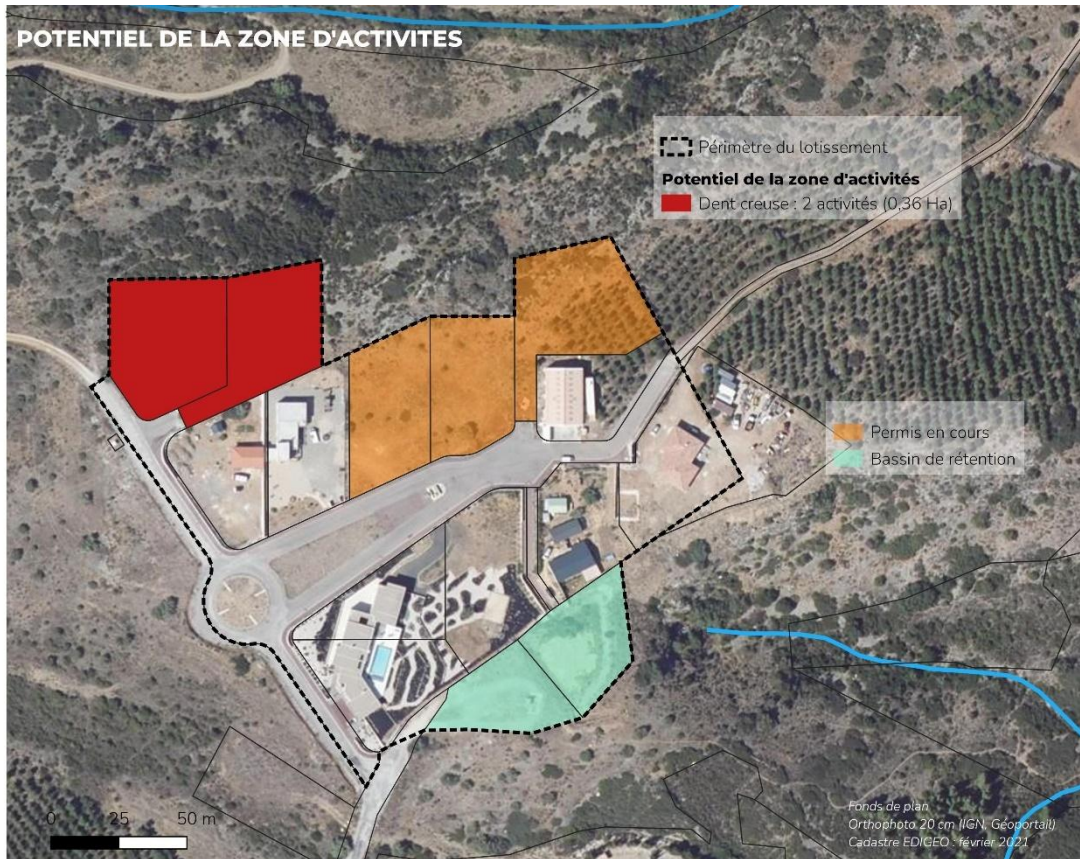 POTENTIEL DE LA ZONE D'ACTIVITES
Périmètre du lotissement
Potentiel de la zone d'activités
Dent creuse : 2 activités (0,36 Ha)
Permis en cours
Bassin de rétention
0 25 50 m
Fonds de plan
Orthophoto 20 cm (IGN, Géoportail)
Cadastre EDIGEO : février 2021